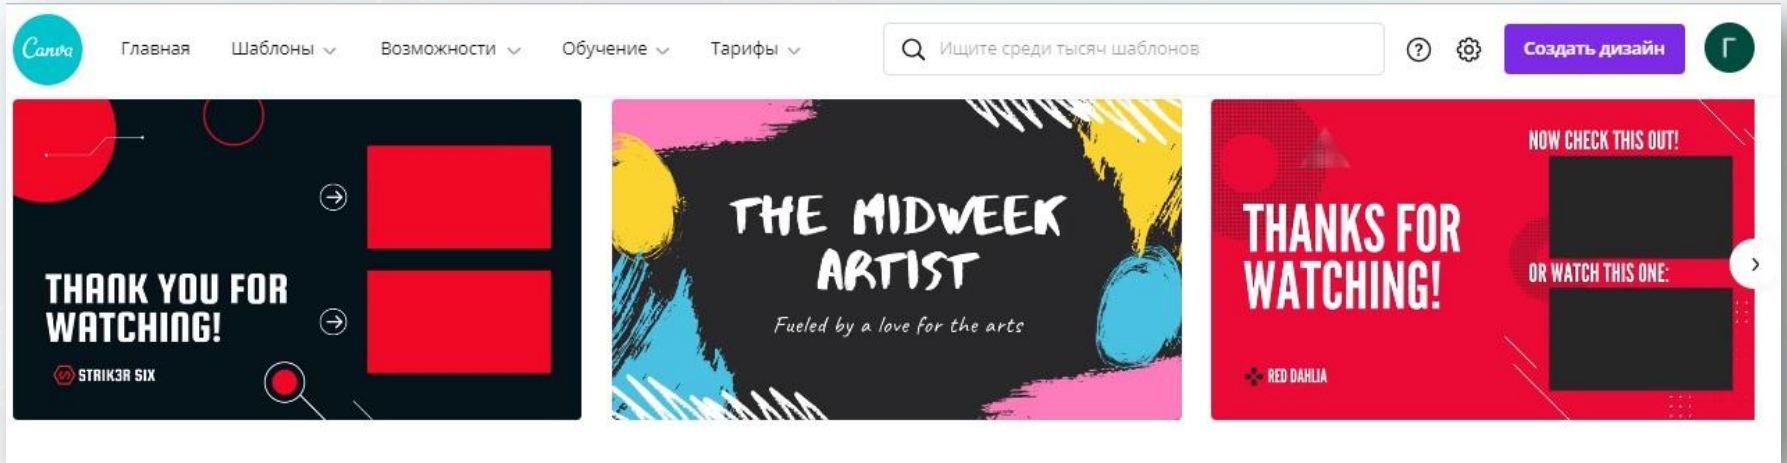 Canva
Главная
Шаблоны
Возможности
Обучение
Тарифы
Ищите среди тысяч шаблонов
?
Создать дизайн
Г
THANK YOU FOR
WATCHING!
STRIK3R SIX
THE MIDWEEK
ARTIST
Fueled by a love for the arts
NOW CHECK THIS OUT!
THANKS FOR
WATCHING!
OR WATCH THIS ONE:
RED DAHLIA